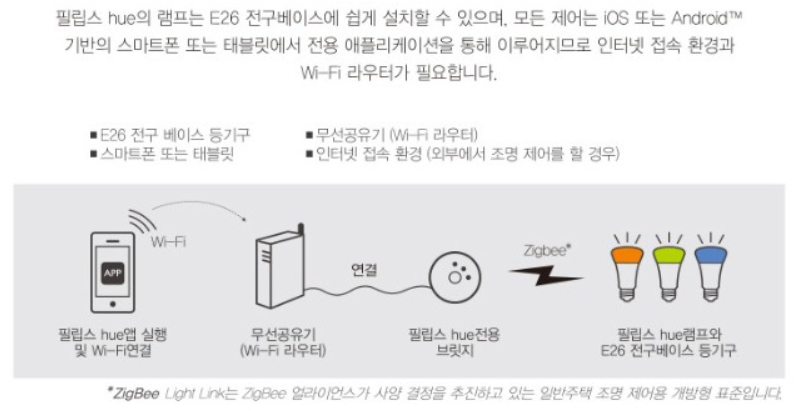 필립스 hue의 램프는 E26 전구베이스에 쉽게 설치할 수 있으며, 모든 제어는 iOS 또는 Android™
기반의 스마트폰 또는 태블릿에서 전용 애플리케이션을 통해 이루어지므로 인터넷 접속 환경과
Wi-Fi 라우터가 필요합니다.
■ E26 전구 베이스 등기구
■ 무선공유기 (Wi-Fi 라우터)
■ 스마트폰 또는 태블릿
■ 인터넷 접속 환경 (외부에서 조명 제어를 할 경우)
Wi-Fi
APP
연결
Zigbee*
필립스 hue앱 실행
및 Wi-Fi연결
무선공유기
(Wi-Fi 라우터)
필립스 hue전용
브릿지
필립스 hue램프와
E26 전구베이스 등기구
*ZigBee Light Link는 ZigBee 얼라이언스가 사양 결정을 추진하고 있는 일반주택 조명 제어용 개방형 표준입니다.